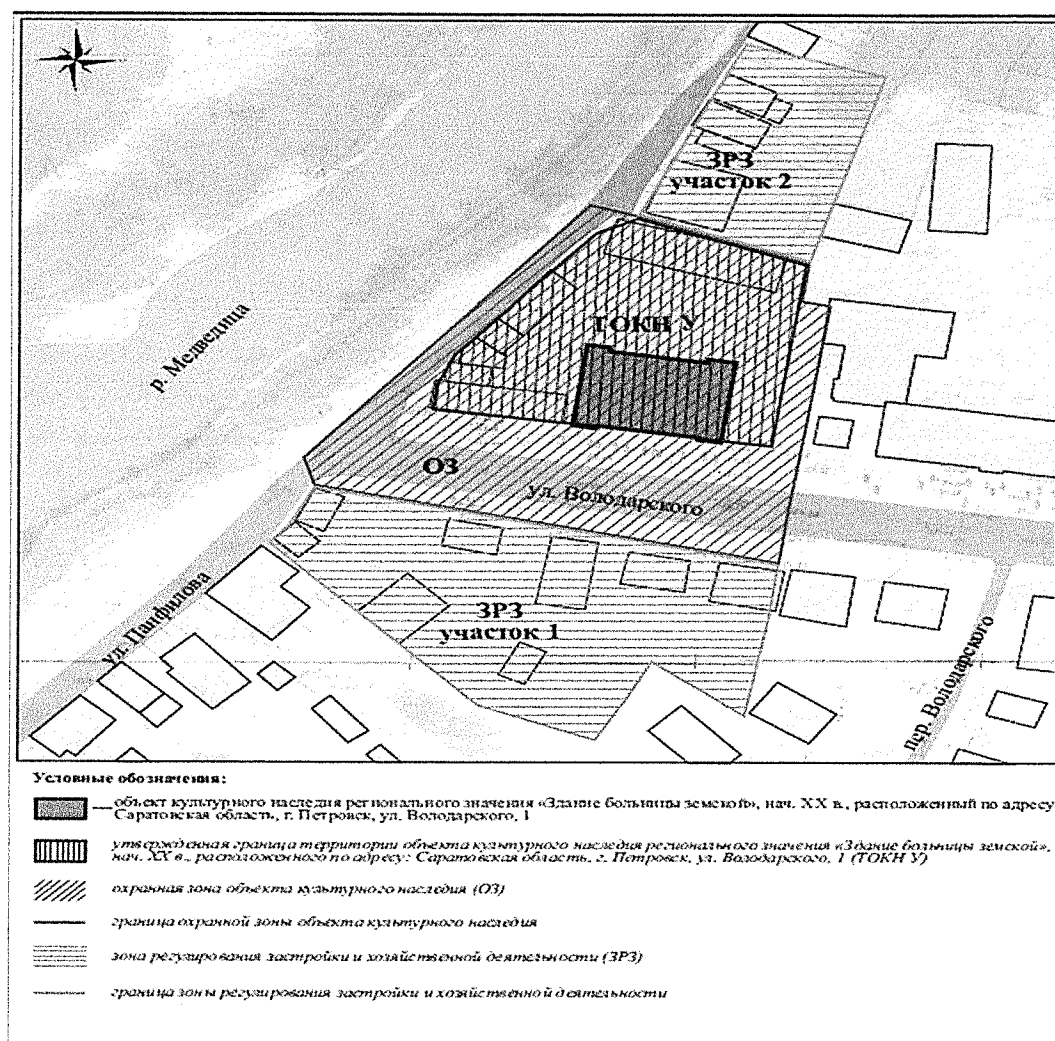 ЗРЗ
участок 2
ТОКН У
р. Медведица
ОЗ
ул. Володарского
ул. Панфилова
ЗРЗ
участок 1
пер. Володарского
Условные обозначения:
объект культурного наследия регионального значения «Здание больницы земской», нач. XX в., расположенный по адресу
Саратовская область, г. Петровск, ул. Володарского, 1
утвержденная граница территории объекта культурного наследия регионального значения «Здание больницы земской»,
нач. XX в., расположенного по адресу: Саратовская область, г. Петровск, ул. Володарского, 1 (ТОКН У)
охранная зона объекта культурного наследия (ОЗ)
граница охранной зоны объекта культурного наследия
зона регулирования застройки и хозяйственной деятельности (ЗРЗ)
граница зоны регулирования застройки и хозяйственной деятельности